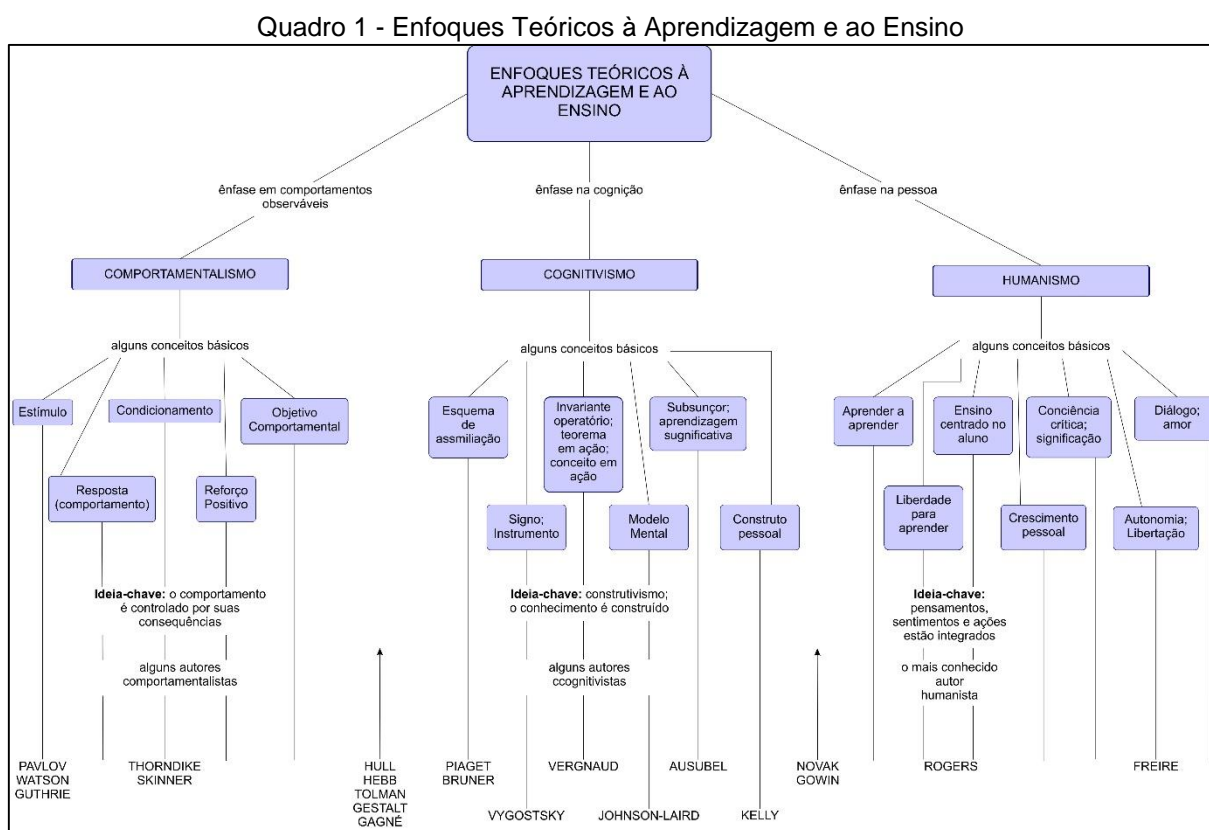 Quadro 1 - Enfoques Teóricos à Aprendizagem e ao Ensino
ENFOQUES TEÓRICOS À
APRENDIZAGEM E AO
ENSINO
ênfase em comportamentos
observáveis
ênfase na cognição
ênfase na pessoa
COMPORTAMENTALISMO
COGNITIVISMO
HUMANISMO
alguns conceitos básicos
alguns conceitos básicos
alguns conceitos básicos
Estímulo
Condicionamento
Objetivo
Comportamental
Resposta
(comportamento)
Reforço
Positivo
Esquema
de
assmiliação
Invariante
operatório;
teorema
em ação;
conceito em
ação
Subsunçor;
aprendizagem
sugnificativa
Signo;
Instrumento
Modelo
Mental
Construto
pessoal
Aprender a
aprender
Ensino
centrado no
aluno
Conciência
crítica;
significação
Diálogo;
amor
Liberdade
para
aprender
Crescimento
pessoal
Autonomia;
Libertação
Ideia-chave: o comportamento
é controlado por suas
consequências
Ideia-chave: construtivismo;
o conhecimento é construído
Ideia-chave:
pensamentos,
sentimentos e ações
estão integrados
alguns autores
comportamentalistas
alguns autores
ccognitivistas
o mais conhecido
autor
humanista
PAVLOV
WATSON
GUTHRIE
THORNDIKE
SKINNER
HULL
HEBB
TOLMAN
GESTALT
GAGNÉ
PIAGET
BRUNER
VYGOSTSKY
VERGNAUD
JOHNSON-LAIRD
AUSUBEL
KELLY
NOVAK
GOWIN
ROGERS
FREIRE